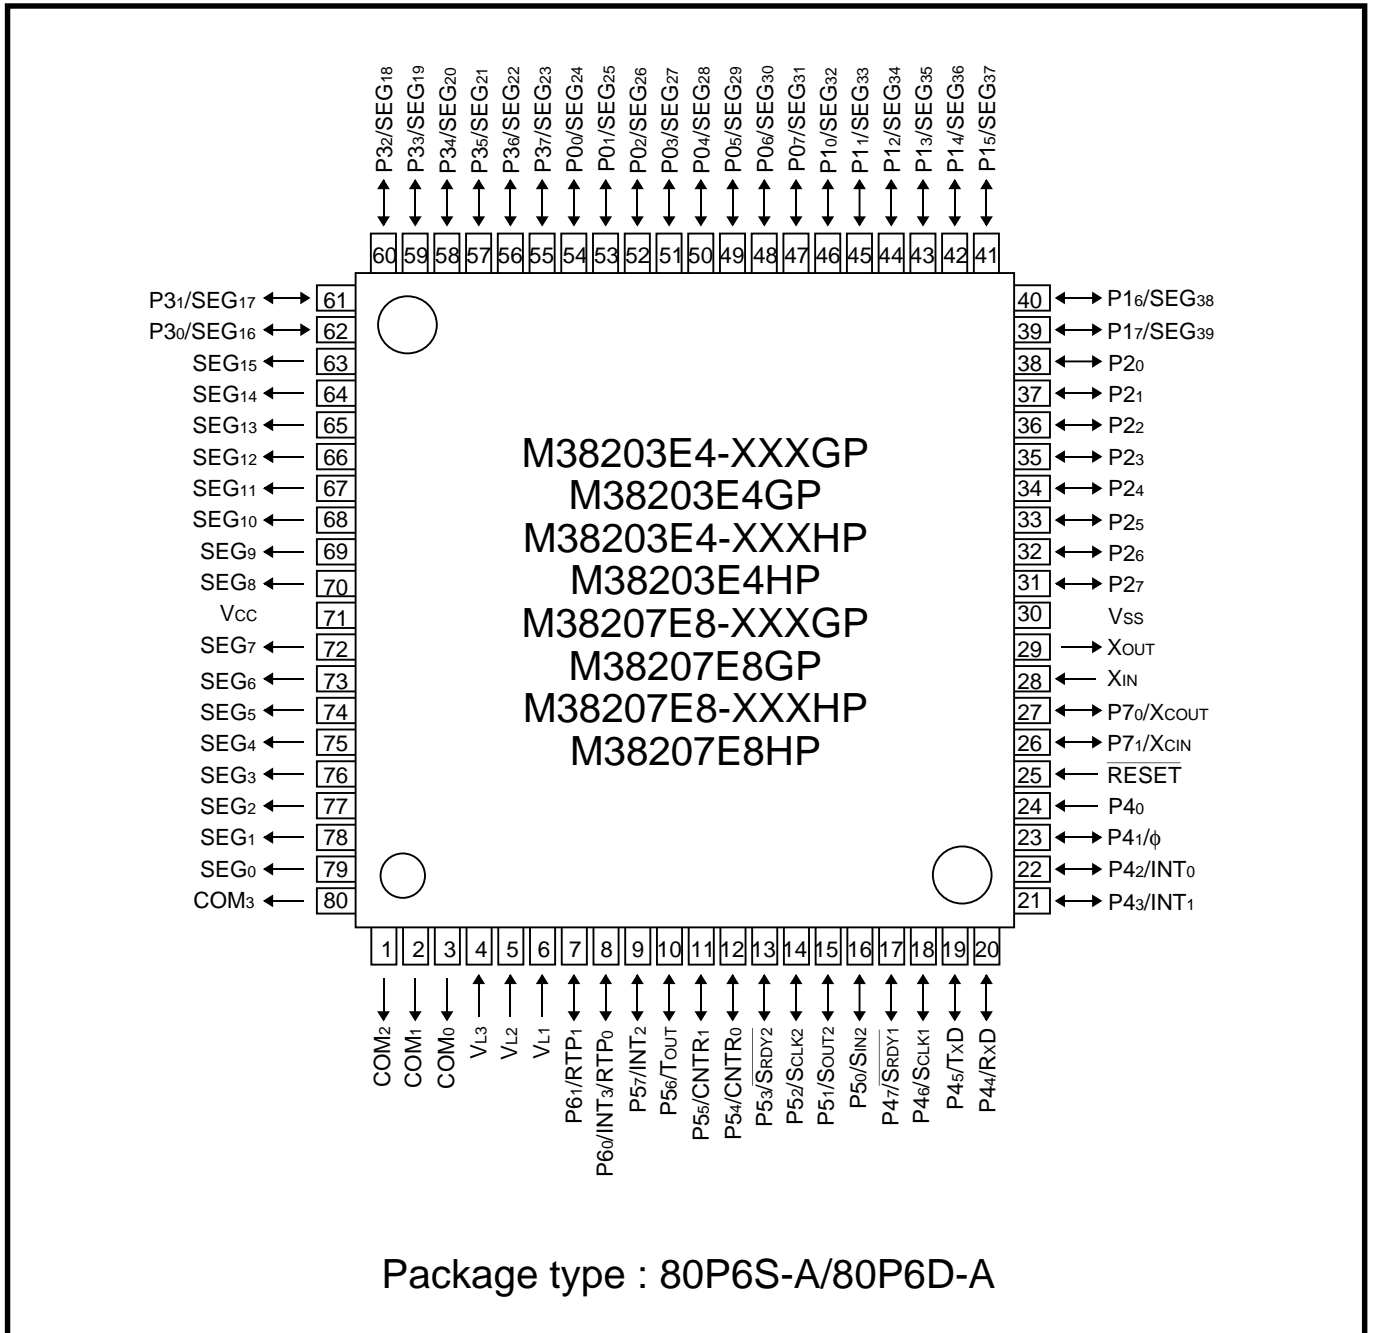 P32/SEG18
P33/SEG19
P34/SEG20
P35/SEG21
P36/SEG22
P37/SEG23
P00/SEG24
P01/SEG25
P02/SEG26
P03/SEG27
P04/SEG28
P05/SEG29
P06/SEG30
P07/SEG31
P10/SEG32
P11/SEG33
P12/SEG34
P13/SEG35
P14/SEG36
P15/SEG37
60 59 58 57 56 55 54 53 52 51 50 49 48 47 46 45 44 43 42 41
P31/SEG17 61
P30/SEG16 62
SEG15 63
SEG14 64
SEG13 65
SEG12 66
SEG11 67
SEG10 68
SEG9 69
SEG8 70
VCC 71
SEG7 72
SEG6 73
SEG5 74
SEG4 75
SEG3 76
SEG2 77
SEG1 78
SEG0 79
COM3 80
M38203E4-XXXGP
M38203E4GP
M38203E4-XXXHP
M38203E4HP
M38207E8-XXXGP
M38207E8GP
M38207E8-XXXHP
M38207E8HP
40 P16/SEG38
39 P17/SEG39
38 P20
37 P21
36 P22
35 P23
34 P24
33 P25
32 P26
31 P27
30 VSS
29 XOUT
28 XIN
27 P70/XCOUT
26 P71/XCIN
25 RESET
24 P40
23 P41/ϕ
22 P42/INT0
21 P43/INT1
1 2 3 4 5 6 7 8 9 10 11 12 13 14 15 16 17 18 19 20
COM2
COM1
COM0
VL3
VL2
VL1
P61/RTP1
P60/INT3/RTP0
P57/INT2
P56/TOUT
P55/CNTR1
P54/CNTR0
P53/SRDY2
P52/SCLK2
P51/SOUT2
P50/SIN2
P47/SRDY1
P46/SCLK1
P45/TxD
P44/RxD
Package type : 80P6S-A/80P6D-A